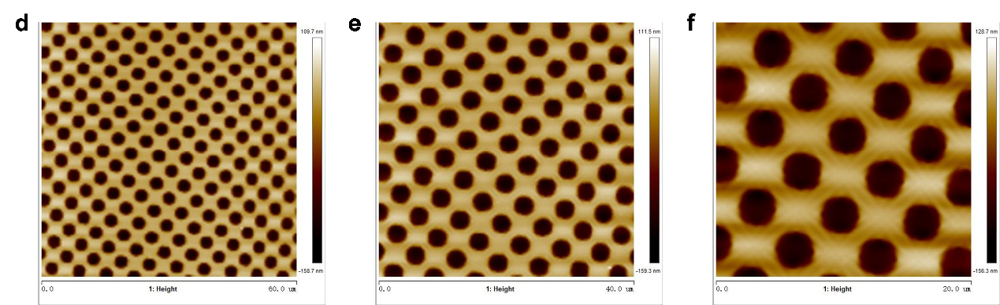 d
109.7 nm
-158.7 nm
0.0 1: Height 60.0 um
e
111.5 nm
-159.3 nm
0.0 1: Height 40.0 um
f
128.7 nm
-156.3 nm
0.0 1: Height 20.0 um